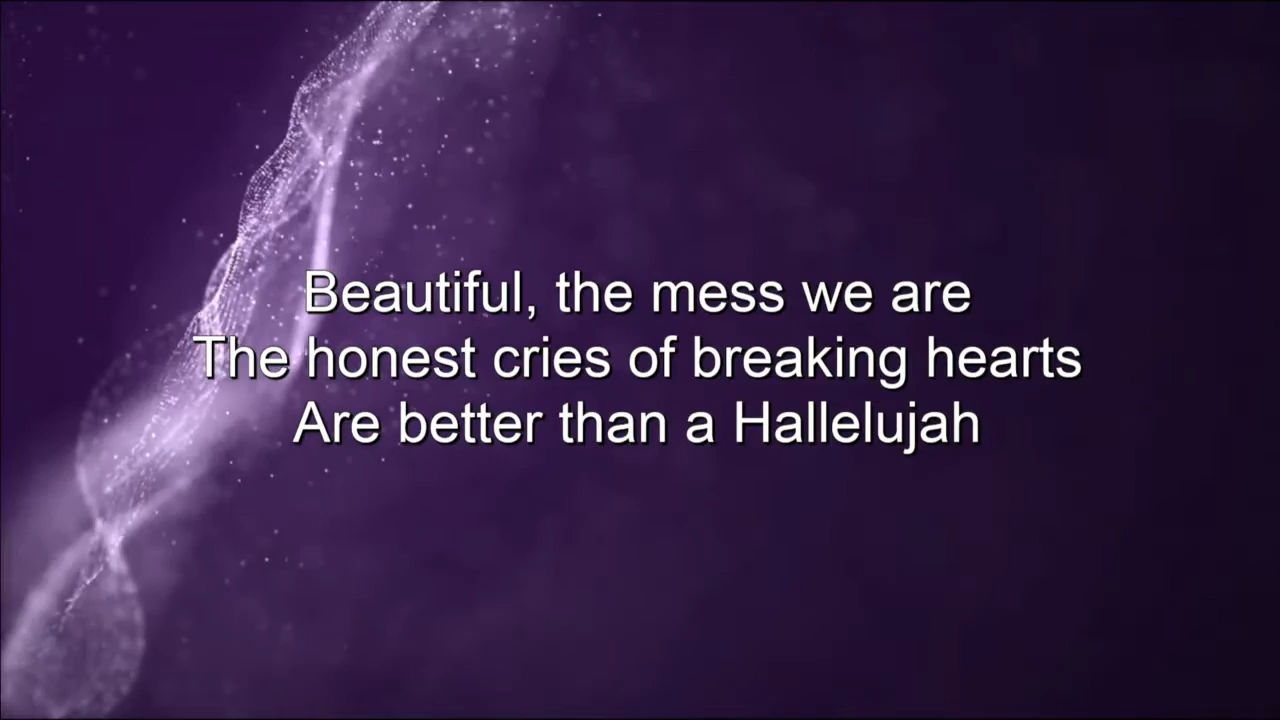 Beautiful, the mess we are
The honest cries of breaking hearts
Are better than a Hallelujah